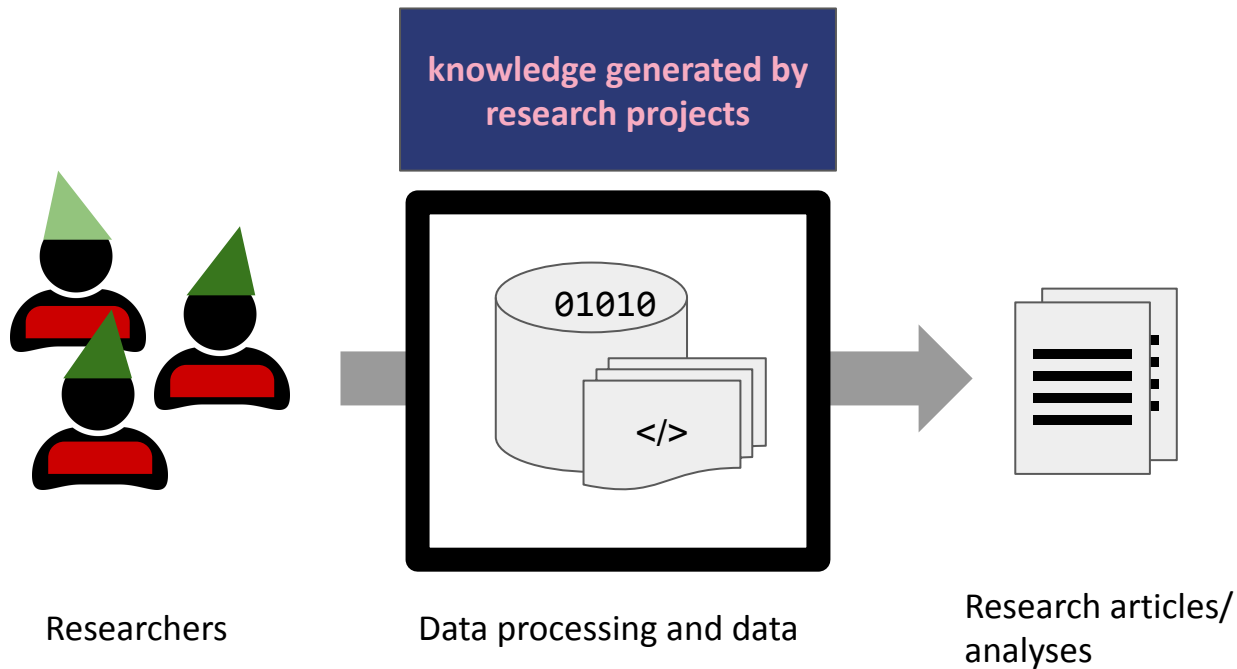 knowledge generated by
research projects
01010
</>
Researchers
Data processing and data
Research articles/
analyses